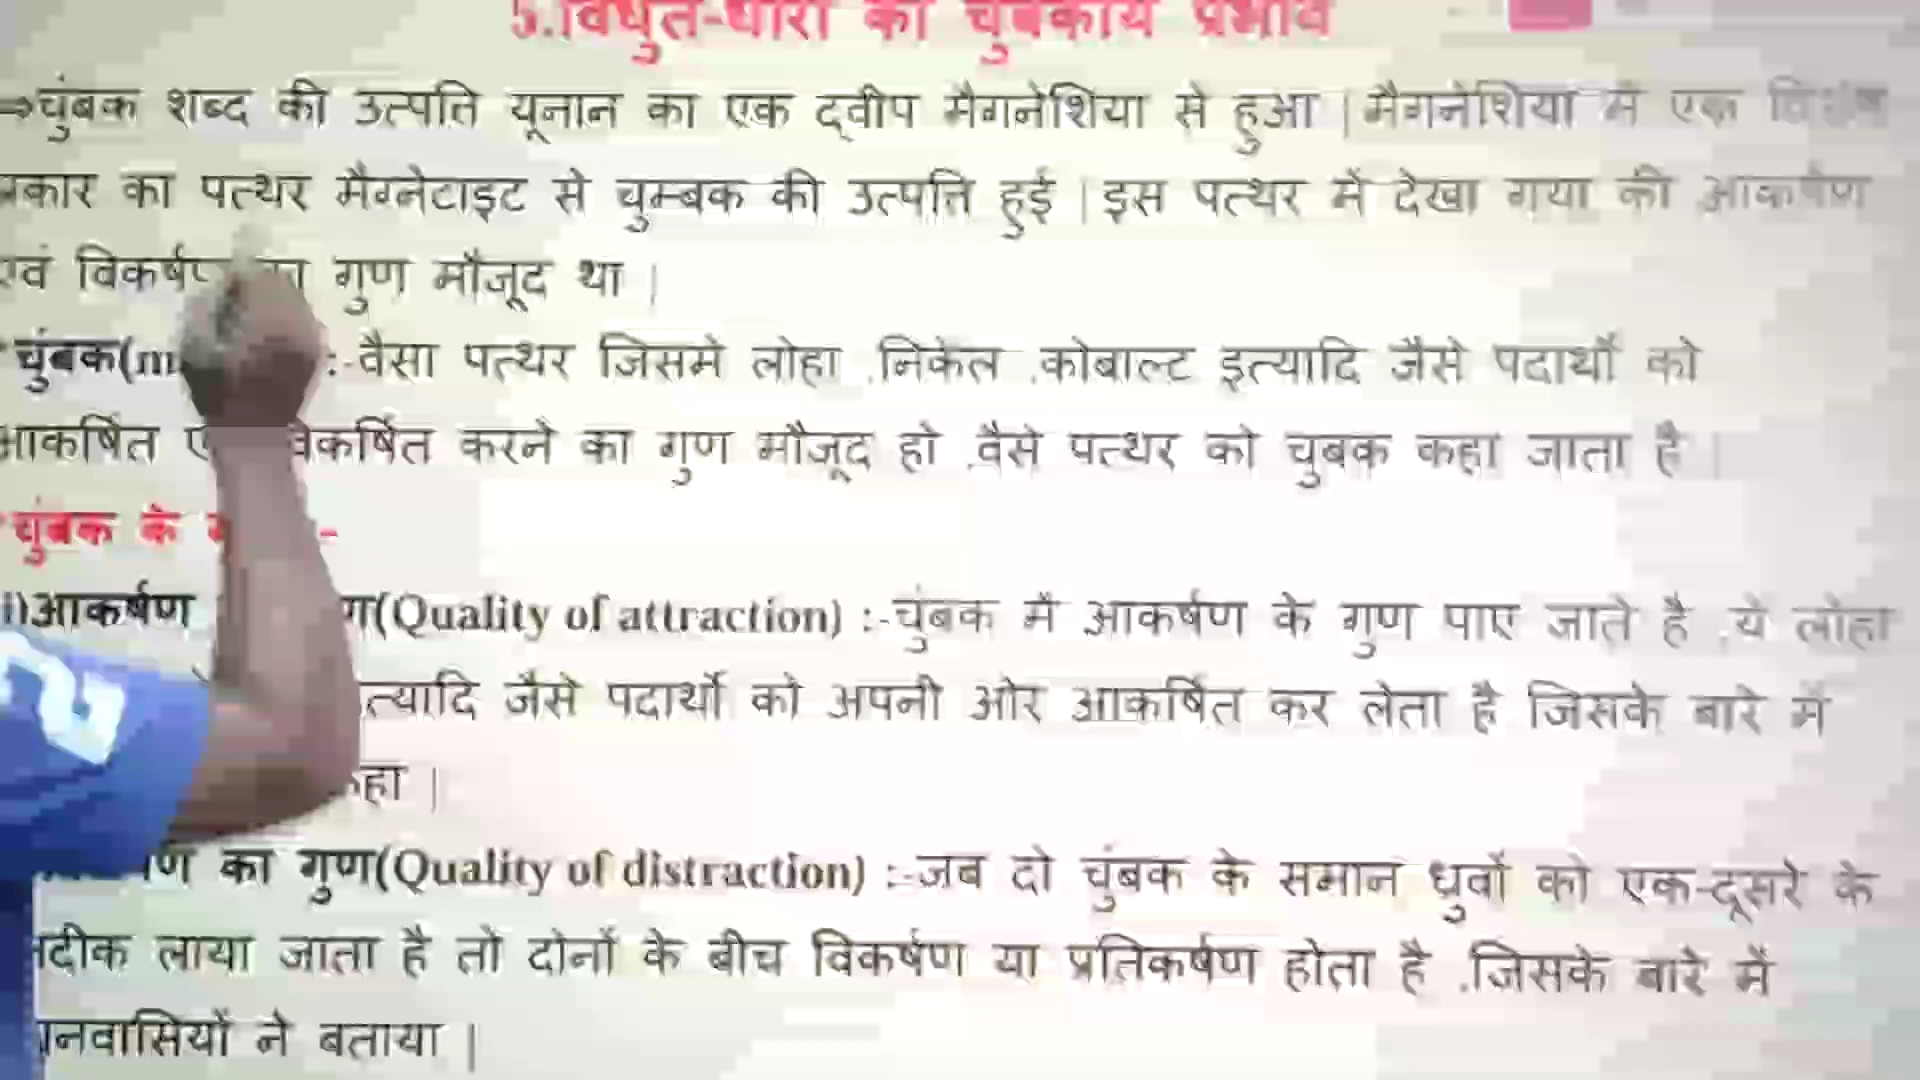 5.विधुत-धारा का चुंबकीय प्रभाव
⇒चुंबक शब्द की उत्पति यूनान का एक द्वीप मैगनेशिया से हुआ |मैगनेशिया में एक
प्रकार का पत्थर मैग्नेटाइट से चुम्बक की उत्पत्ति हुई |इस पत्थर में देखा गया की आकर्षण
एवं गुण मौजूद था |
चुंबक :-वैसा पत्थर जिसमे लोहा ,निकेल ,कोबाल्ट इत्यादि जैसे पदार्थों को
आकर्षित करने का गुण मौजूद हो ,वैसे पत्थर को चुबक कहा जाता है |
चुंबक के :-
i)आकर्षण (Quality of attraction) :-चुंबक में आकर्षण के गुण पाए जाते है ,ये लोहा
जैसे पदार्थो को अपनी ओर आकर्षित कर लेता है जिसके बारे में
|
का गुण(Quality of distraction) :-जब दो चुंबक के समान ध्रुवों को एक-दूसरे के
लाया जाता है तो दोनों के बीच विकर्षण या प्रतिकर्षण होता है ,जिसके बारे में
ने बताया |